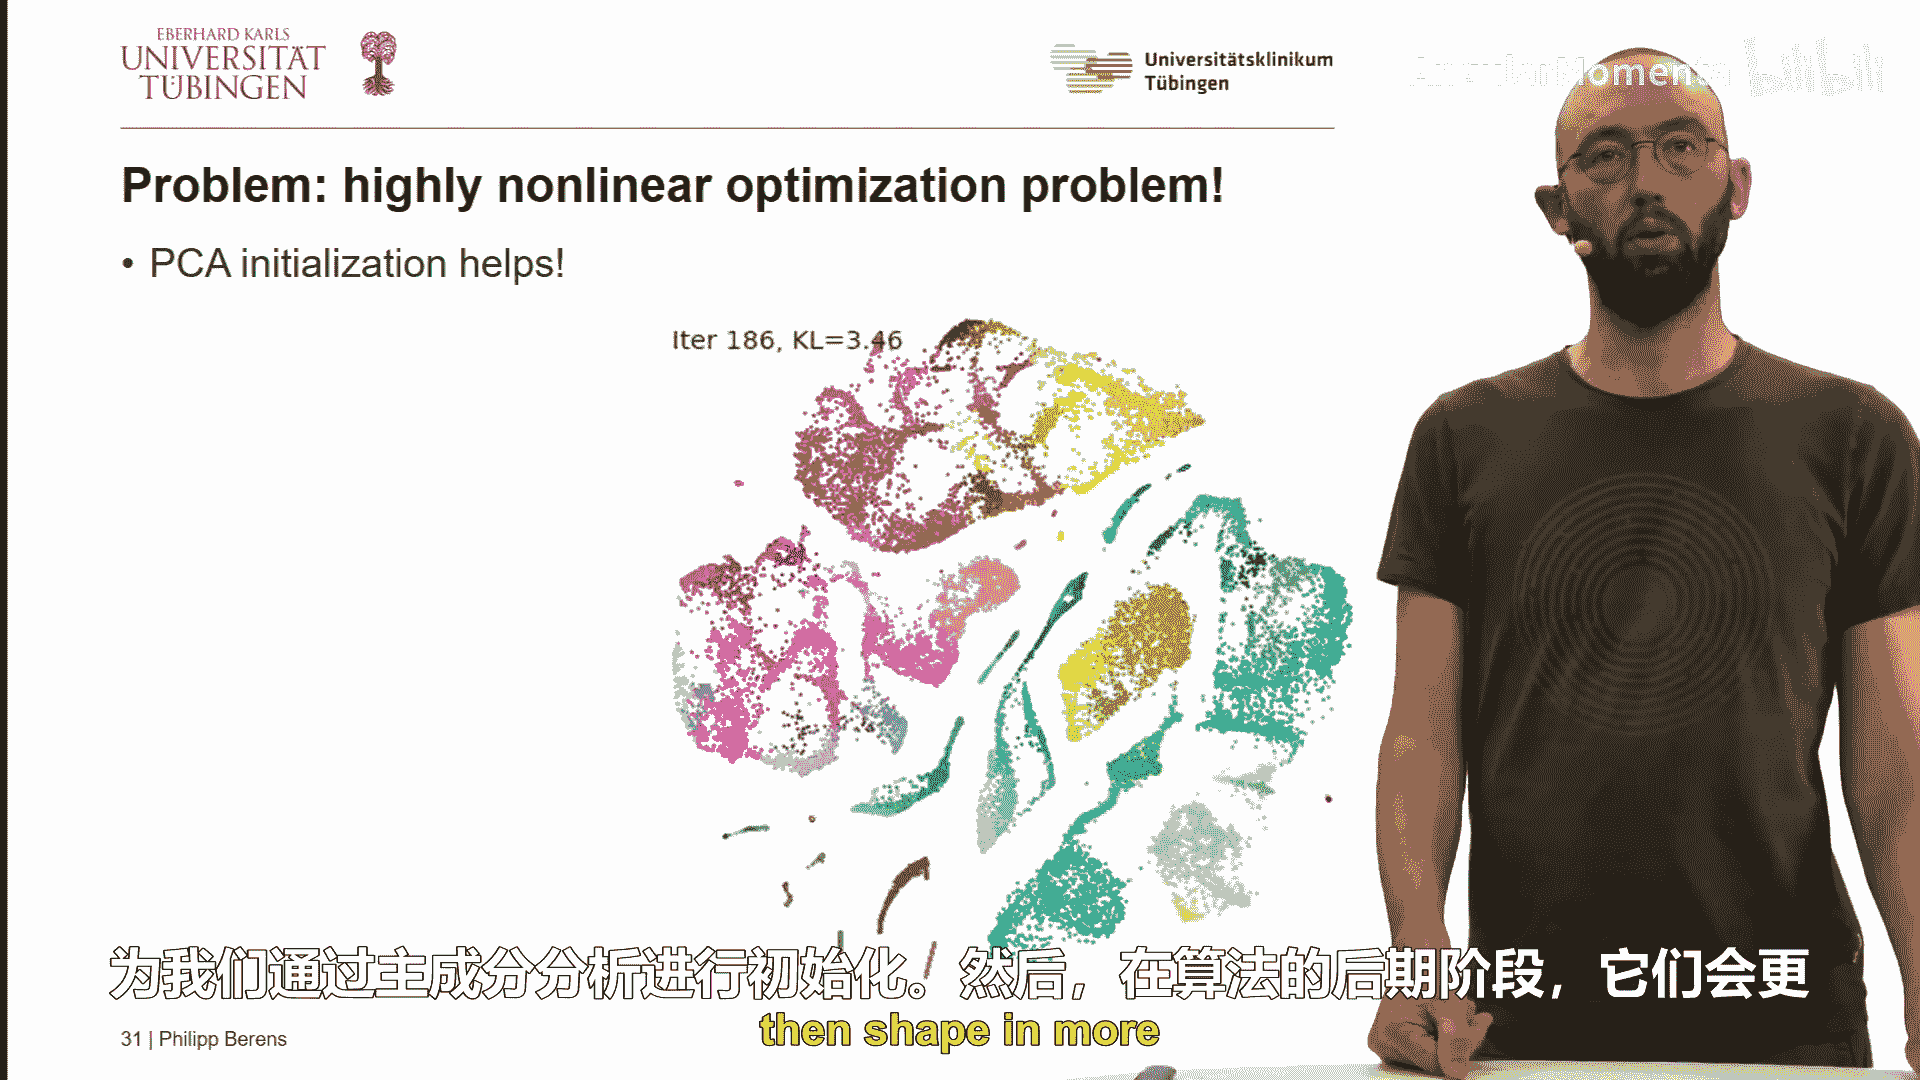 EBERHARD KARLS
UNIVERSITÄT
TÜBINGEN
Universitätsklinikum
Tübingen
Problem: highly nonlinear optimization problem!
• PCA initialization helps!
Iter 186, KL=3.46
为我们通过主成分分析进行初始化。然后，在算法的后期阶段，它们会更
then shape in more
31 | Philipp Berens